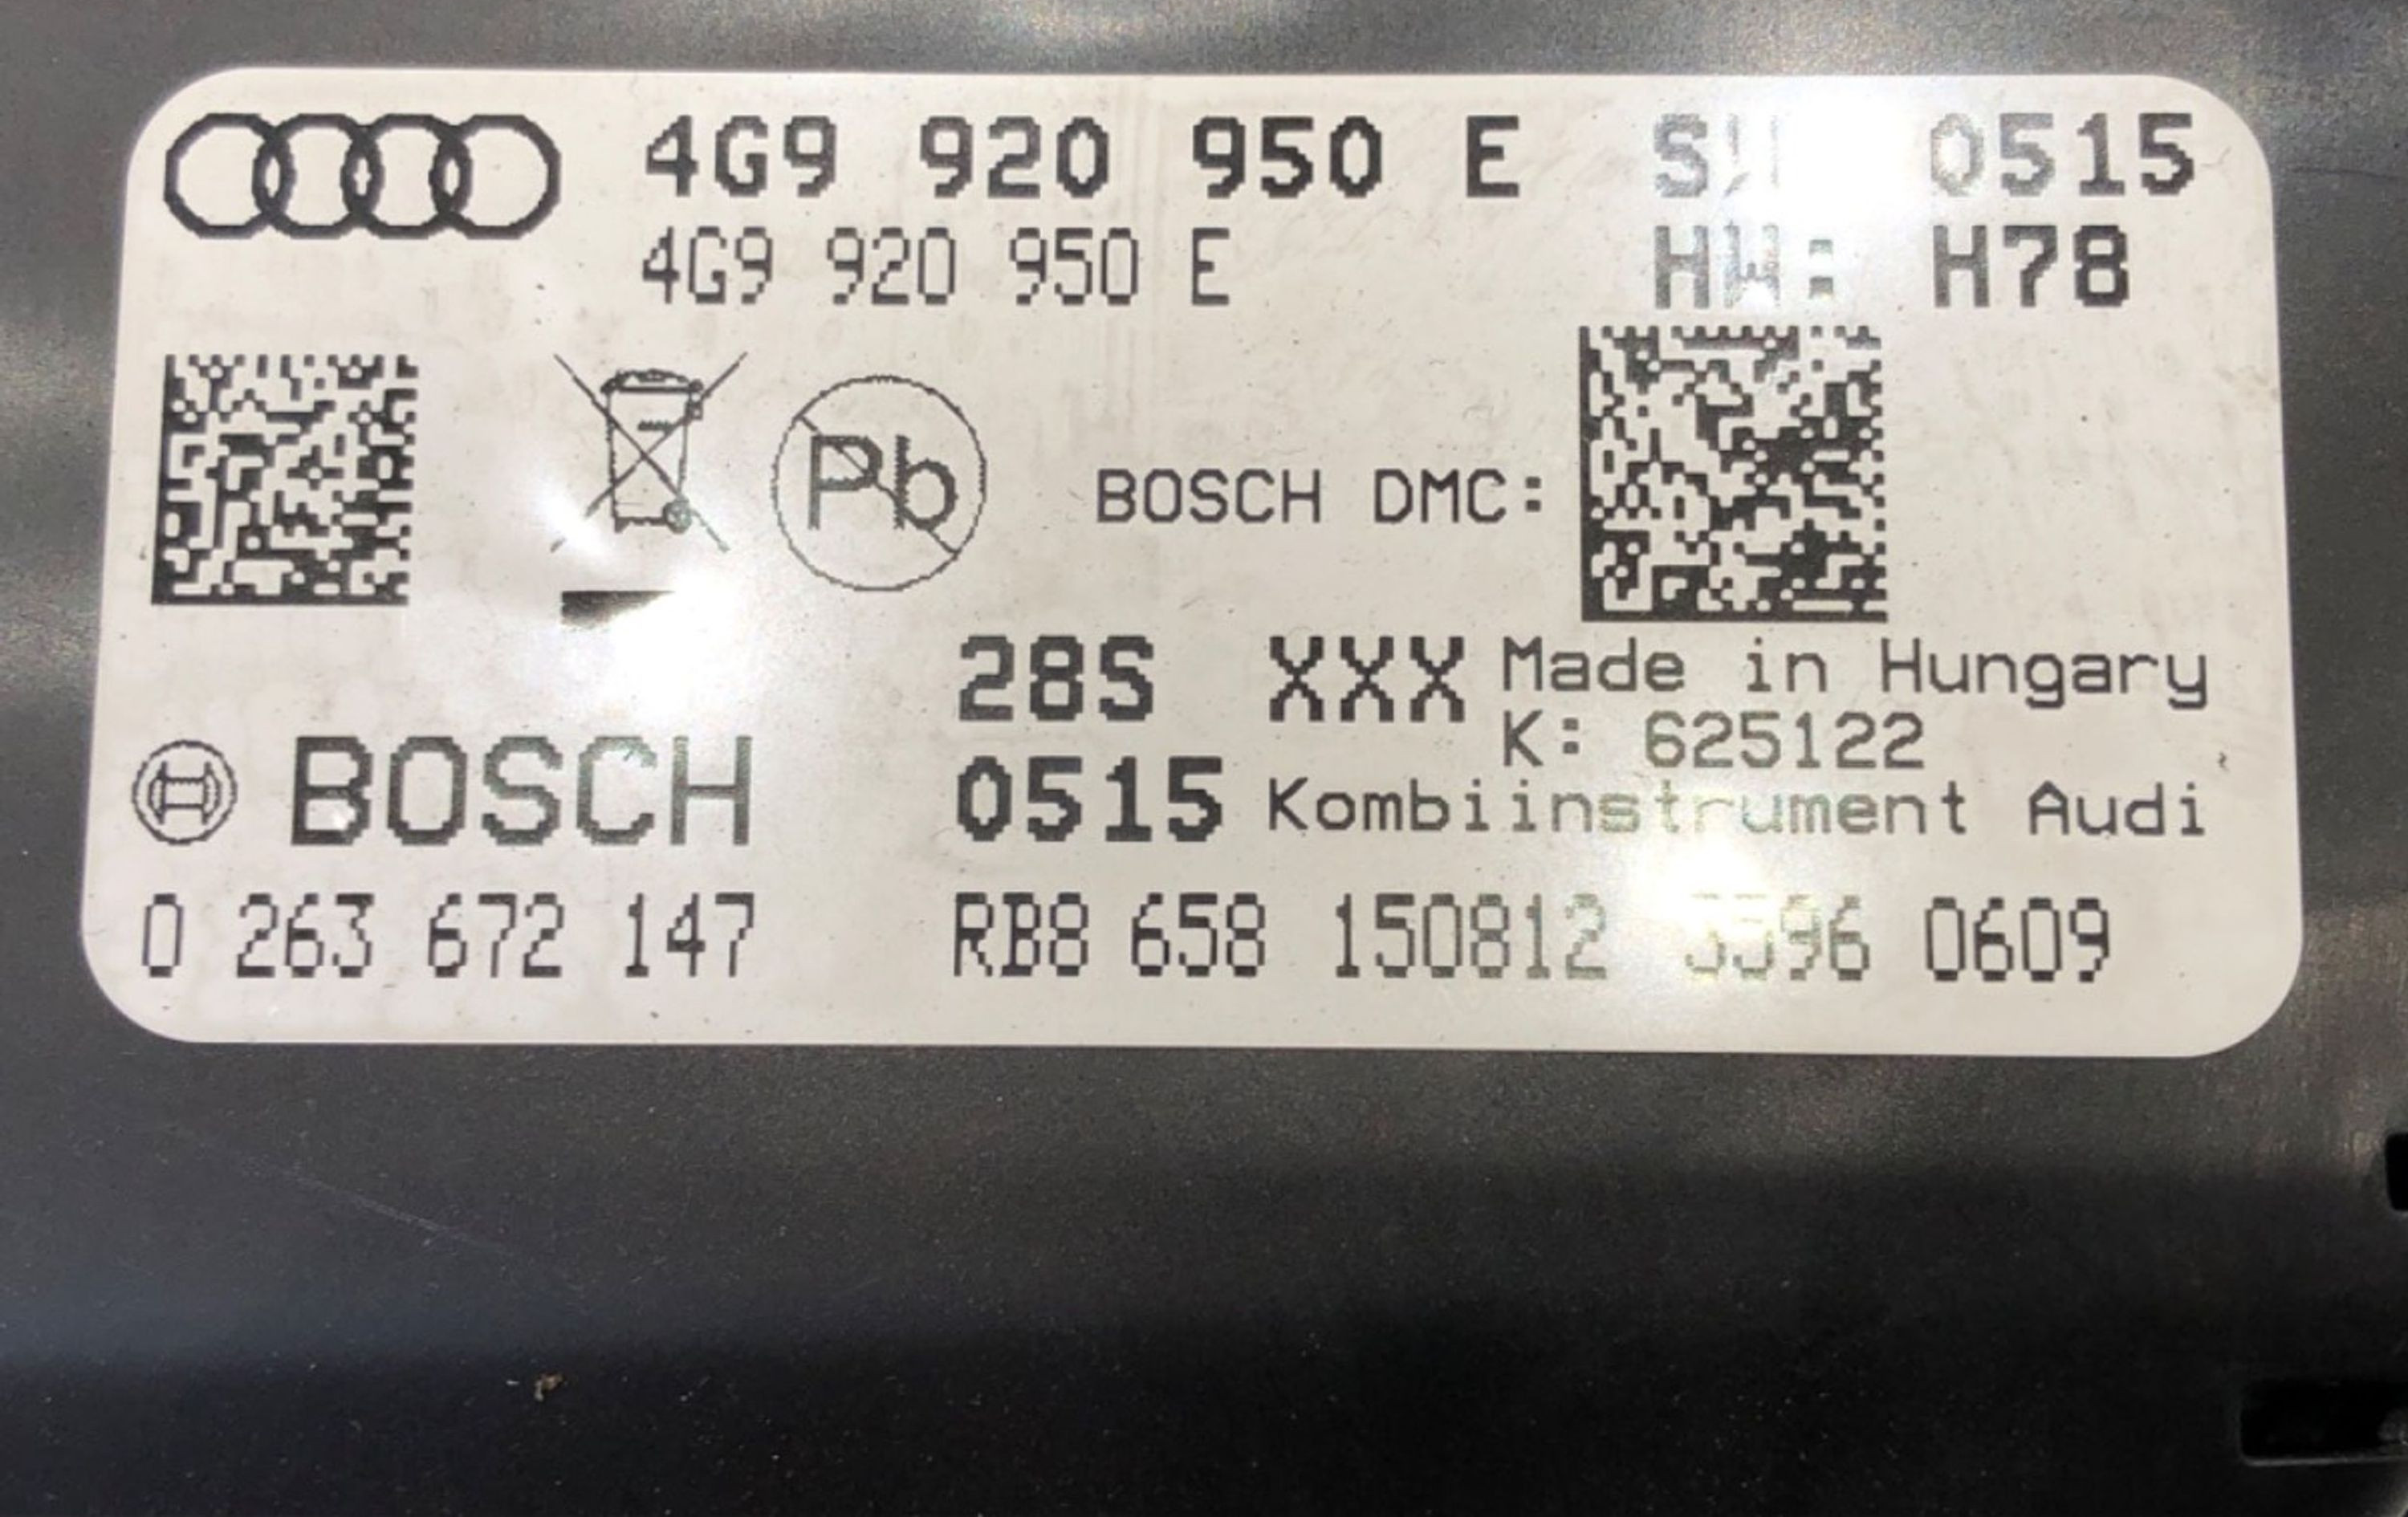 4G9 920 950 E 0515
4G9 920 950 E HW: H78
Pb
BOSCH DMC:
28S XXX Made in Hungary
K: 625122
BOSCH 0515 Kombiinstrument Audi
0 263 672 147 RB8 658 150812 0609